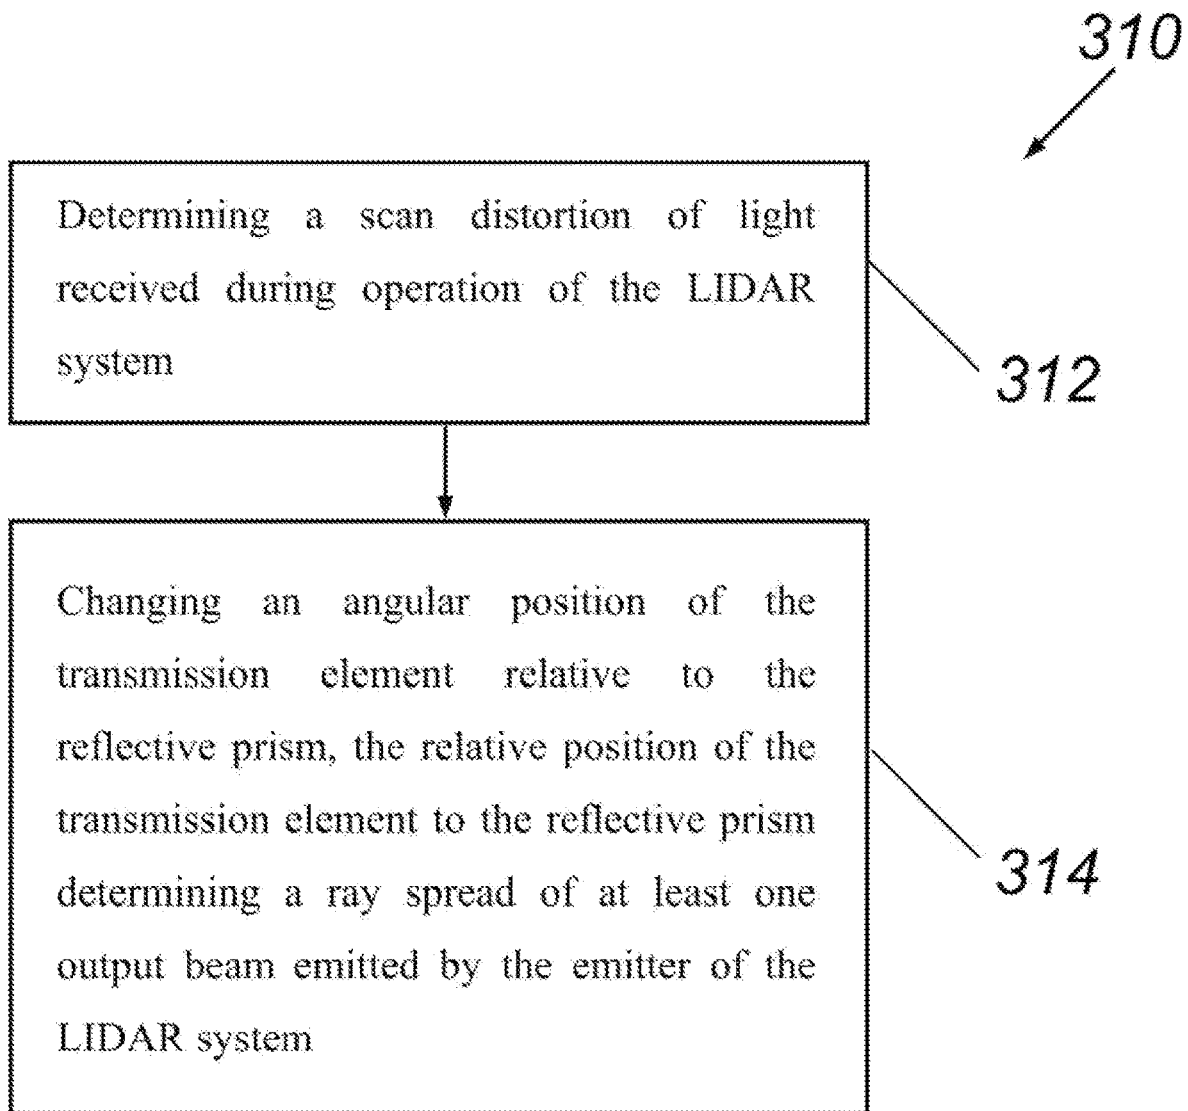 310
Determining a scan distortion of light
received during operation of the LIDAR
system
312
Changing an angular position of the
transmission element relative to the
reflective prism, the relative position of the
transmission element to the reflective prism
determining a ray spread of at least one
output beam emitted by the emitter of the
LIDAR system
314